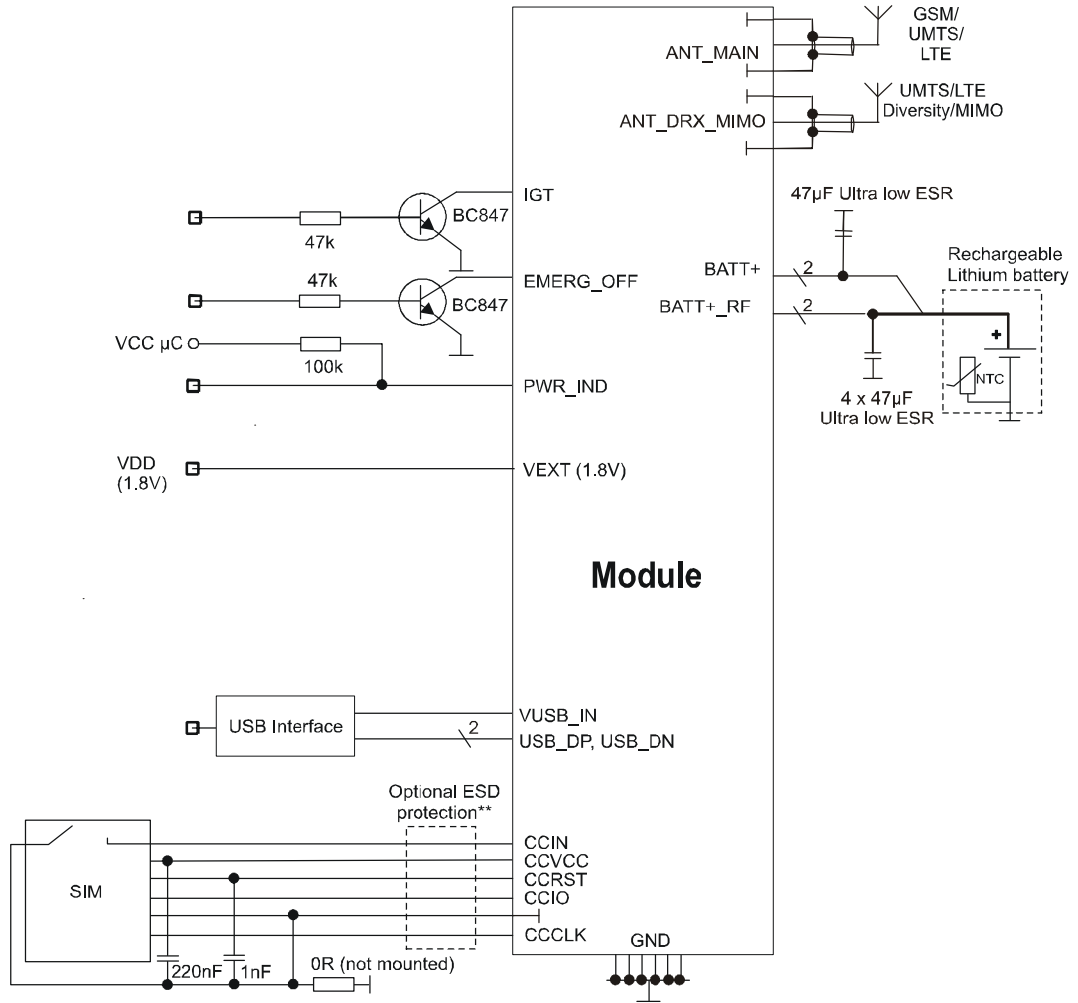 GSM/
UMTS/
LTE
ANT_MAIN
UMTS/LTE
Diversity/MIMO
ANT_DRX_MIMO
IGT
BC847
47k
47µF Ultra low ESR
47k
EMERG_OFF
BC847
BATT+
2
Rechargeable
Lithium battery
BATT+_RF
2
VCC µC
100k
+
NTC
PWR_IND
4 x 47µF
Ultra low ESR
VDD
(1.8V)
VEXT (1.8V)
Module
USB Interface
VUSB_IN
2
USB_DP, USB_DN
Optional ESD
protection**
SIM
CCIN
CCVCC
CCRST
CCIO
CCCLK
GND
220nF
1nF
0R (not mounted)